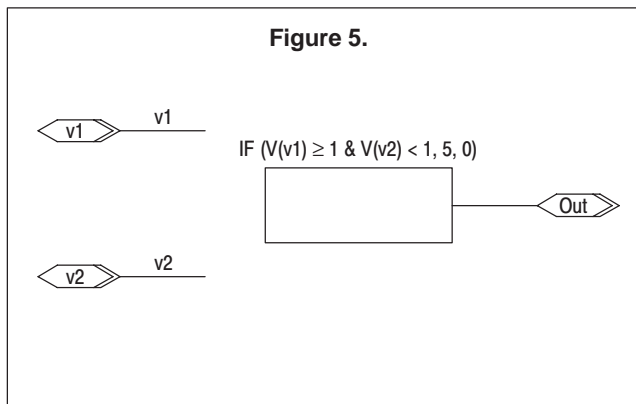 Figure 5.
v1
v1
IF (V(v1) ≥ 1 & V(v2) < 1, 5, 0)
Out
v2
v2